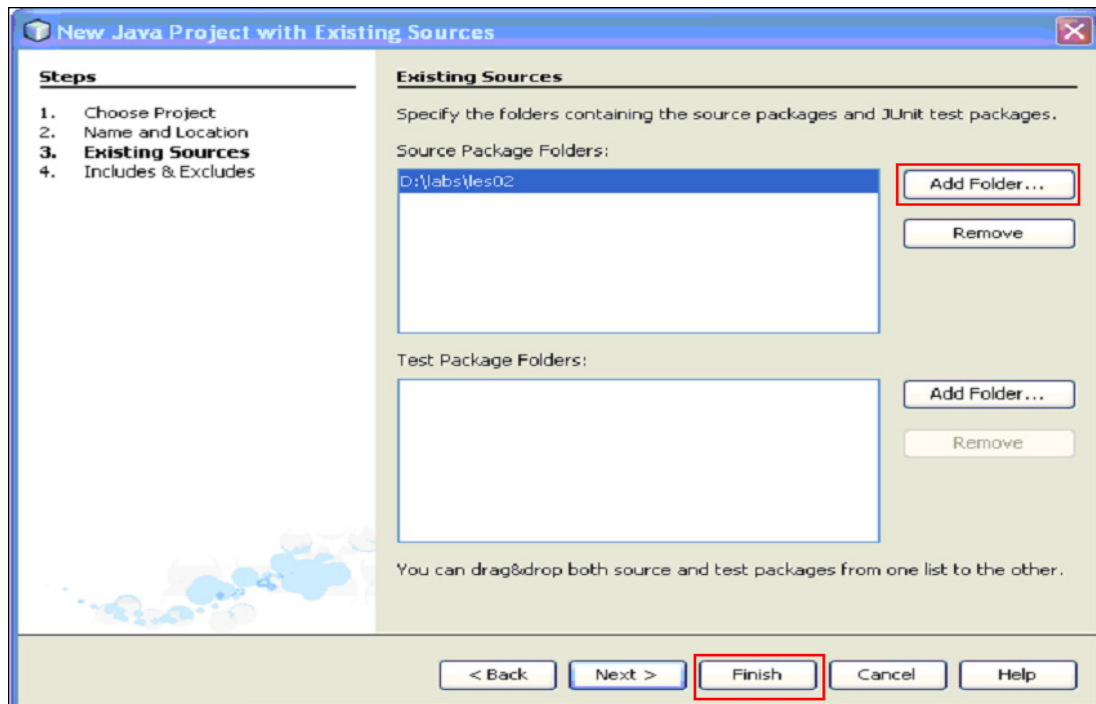 New Java Project with Existing Sources
Steps
1. Choose Project
2. Name and Location
3. Existing Sources
4. Includes & Excludes
Existing Sources
Specify the folders containing the source packages and JUnit test packages.
Source Package Folders:
D:\labs\les02
Add Folder...
Remove
Test Package Folders:
Add Folder...
Remove
You can drag&drop both source and test packages from one list to the other.
< Back Next > Finish Cancel Help